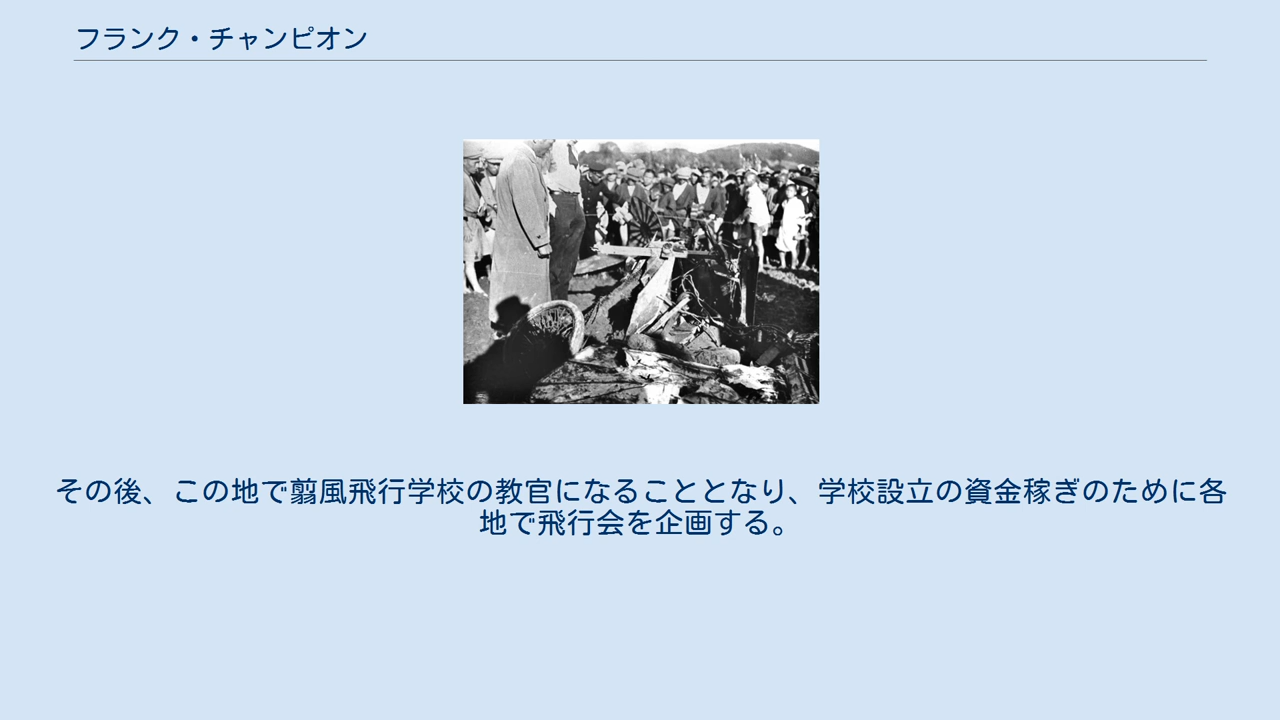 フランク・チャンピオン
その後、この地で翦風飛行学校の教官になることとなり、学校設立の資金稼ぎのために各
地で飛行会を企画する。